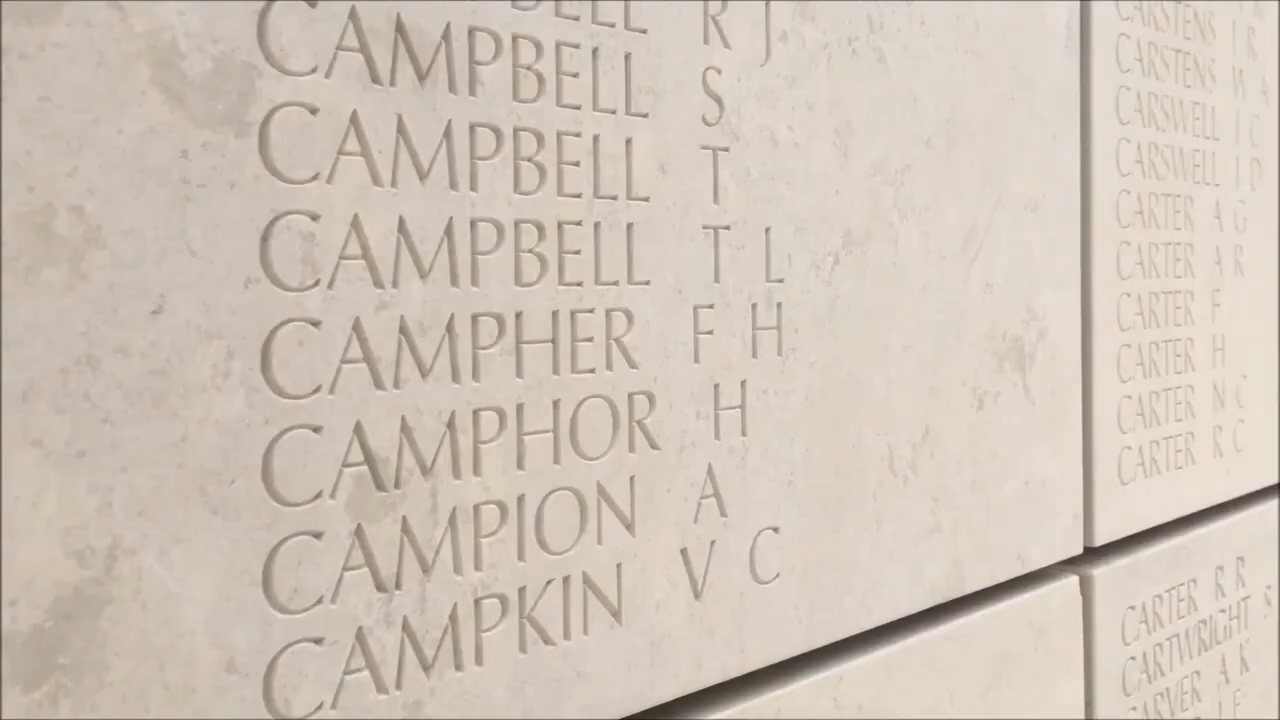 CAMPBELL R J
CAMPBELL S
CAMPBELL T
CAMPBELL T L
CAMPHER F H
CAMPHOR H
CAMPION A
CAMPKIN V C
CARSTENS I R
CARSTENS W A
CARSWELL I C
CARSWELL I D
CARTER A G
CARTER A R
CARTER F
CARTER H
CARTER N C
CARTER R C
CARTER R R
CARTWRIGHT S
CARVER A K